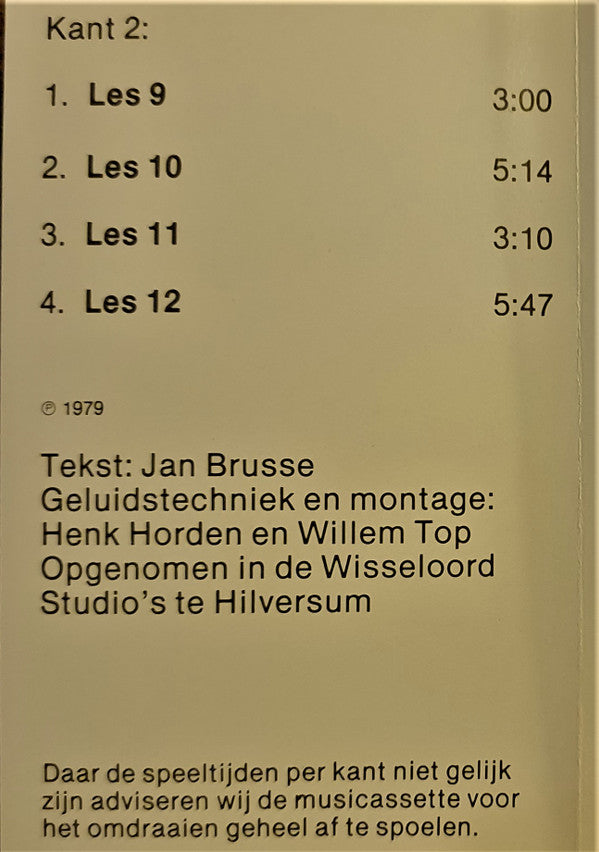 Kant 2:
1. Les 9 3:00
2. Les 10 5:14
3. Les 11 3:10
4. Les 12 5:47
℗ 1979
Tekst: Jan Brusse
Geluidstechniek en montage:
Henk Horden en Willem Top
Opgenomen in de Wisseloord
Studio's te Hilversum
Daar de speeltijden per kant niet gelijk
zijn adviseren wij de musicassette voor
het omdraaien geheel af te spoelen.